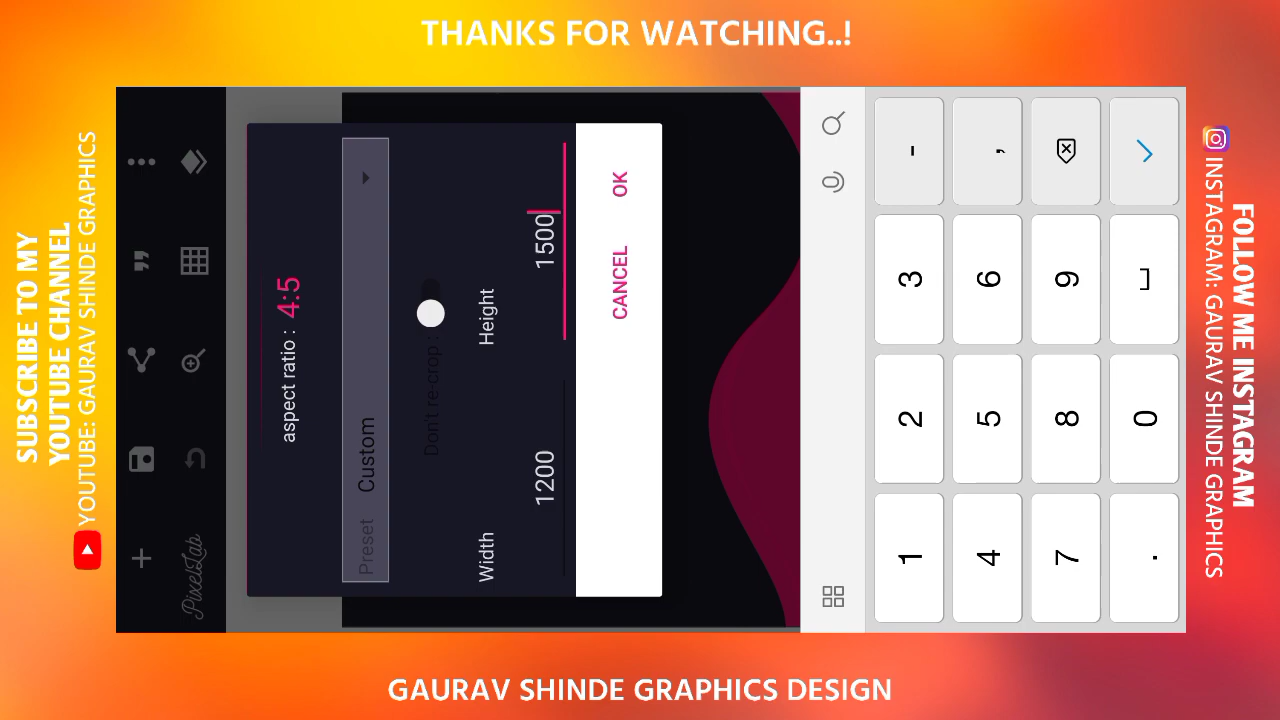 THANKS FOR WATCHING..!
SUBSCRIBE TO MY
YOUTUBE CHANNEL
YOUTUBE: GAURAV SHINDE GRAPHICS
PixelLab
aspect ratio : 4:5
Preset Custom
Don't re-crop :
Width Height
1200 1500
CANCEL OK
1 2 3 -
4 5 6 ,
7 8 9
. 0
FOLLOW ME INSTAGRAM
INSTAGRAM: GAURAV SHINDE GRAPHICS
GAURAV SHINDE GRAPHICS DESIGN